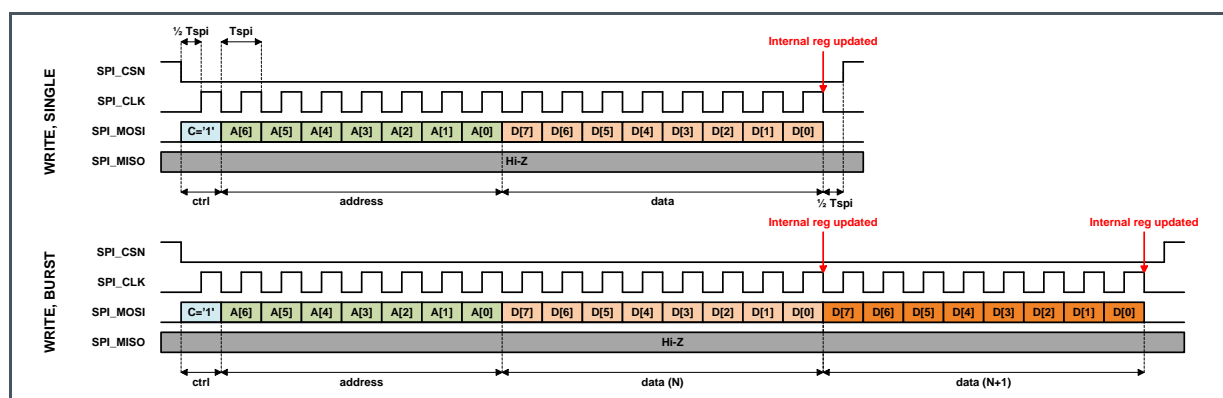 ½ Tspi Tspi Internal reg updated
WRITE, SINGLE
SPI_CSN
SPI_CLK
SPI_MOSI C='1' A[6] A[5] A[4] A[3] A[2] A[1] A[0] D[7] D[6] D[5] D[4] D[3] D[2] D[1] D[0]
SPI_MISO Hi-Z
ctrl address data ½ Tspi
Internal reg updated Internal reg updated
WRITE, BURST
SPI_CSN
SPI_CLK
SPI_MOSI C='1' A[6] A[5] A[4] A[3] A[2] A[1] A[0] D[7] D[6] D[5] D[4] D[3] D[2] D[1] D[0] D[7] D[6] D[5] D[4] D[3] D[2] D[1] D[0]
SPI_MISO Hi-Z
ctrl address data (N) data (N+1)